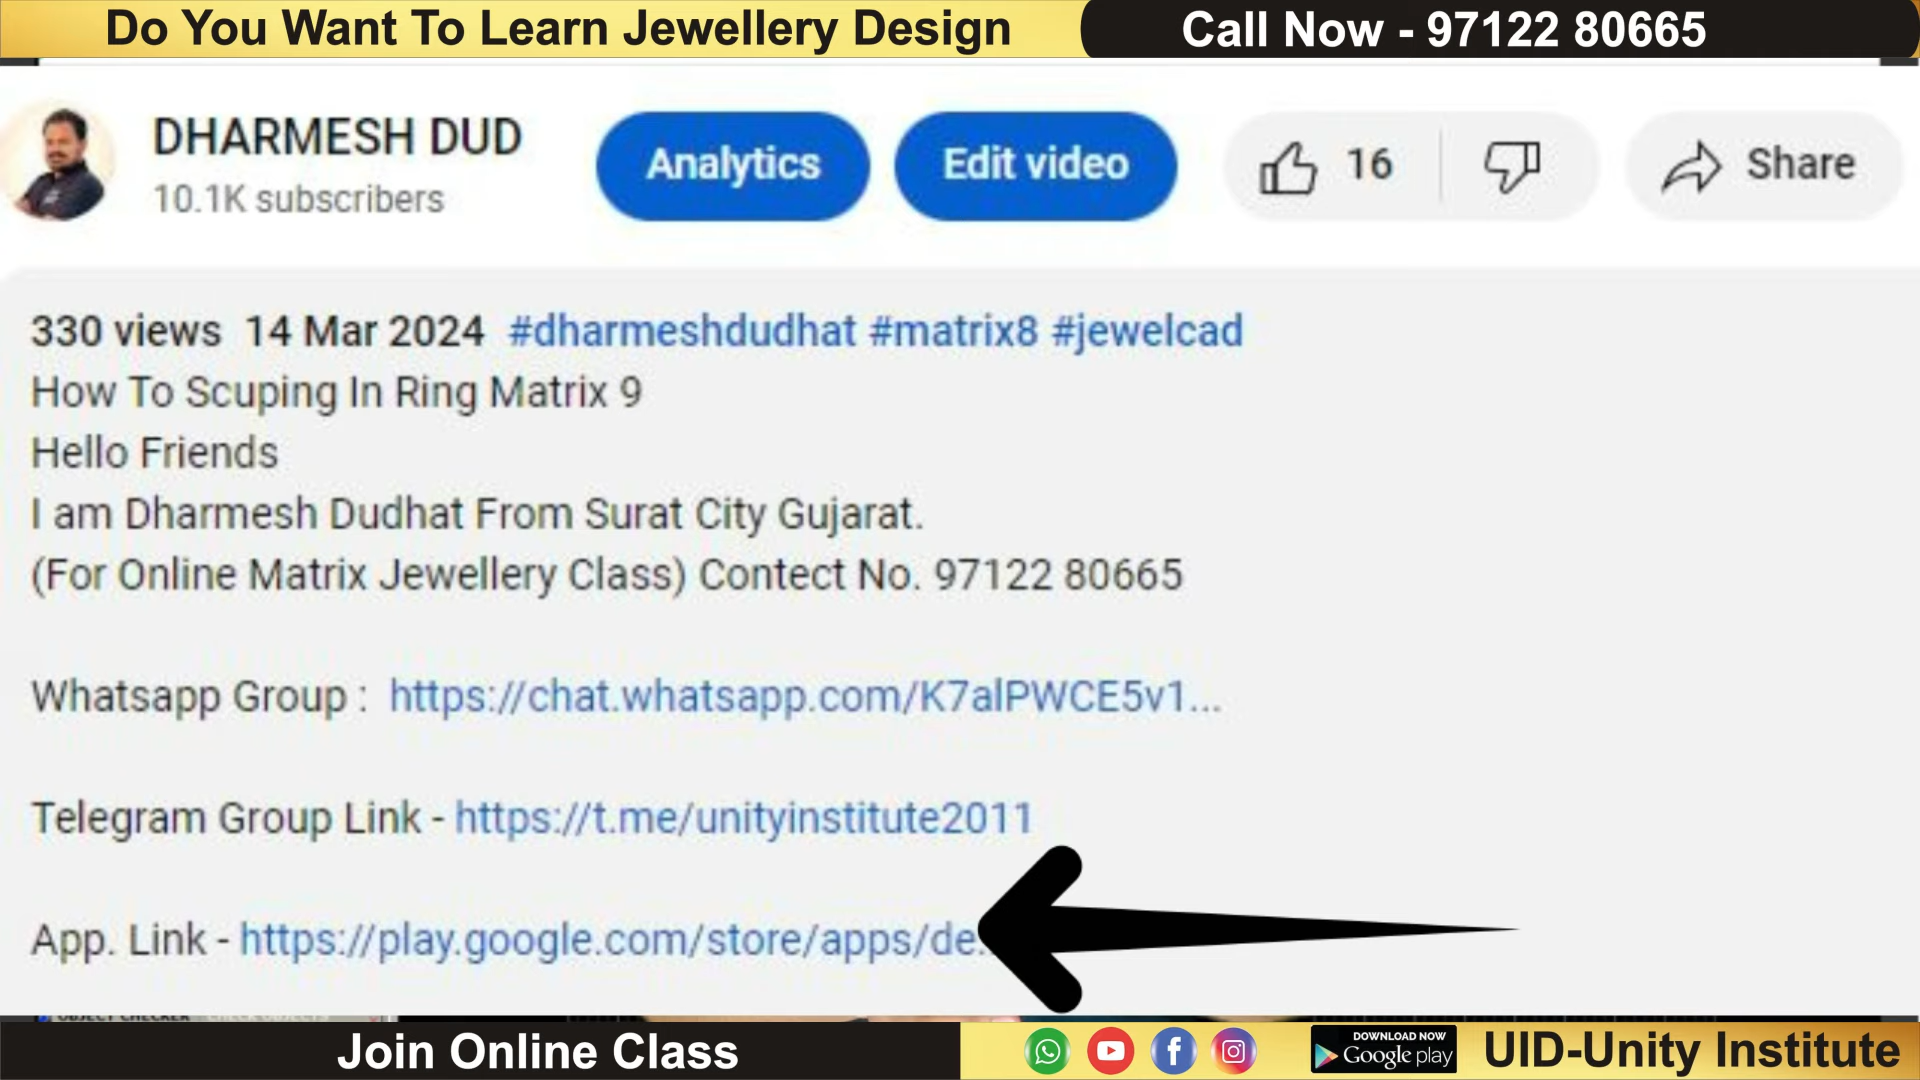 Do You Want To Learn Jewellery Design
Call Now - 97122 80665
DHARMESH DUD
10.1K subscribers
Analytics
Edit video
16
Share
330 views 14 Mar 2024 #dharmeshdudhat #matrix8 #jewelcad
How To Scuping In Ring Matrix 9
Hello Friends
I am Dharmesh Dudhat From Surat City Gujarat.
(For Online Matrix Jewellery Class) Contect No. 97122 80665
Whatsapp Group : https://chat.whatsapp.com/K7alPWCE5v1...
Telegram Group Link - https://t.me/unityinstitute2011
App. Link - https://play.google.com/store/apps/de.
Join Online Class
DOWNLOAD NOW
Google play
UID-Unity Institute